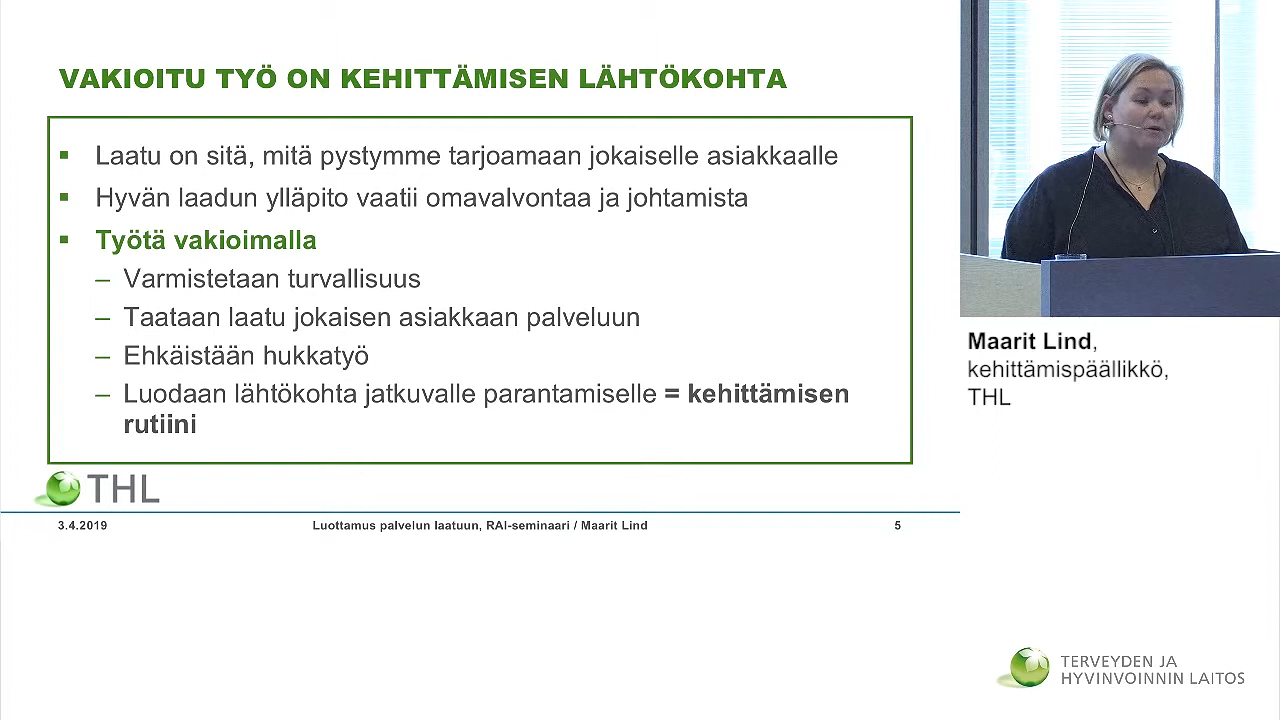 VAKIOITU TYÖ ON KEHITTÄMISEN LÄHTÖKOHTA
Laatu on sitä, mitä pystymme tarjoamaan jokaiselle asiakkaalle
Hyvän laadun ylläpito vaatii omavalvontaa ja johtamista
Työtä vakioimalla
– Varmistetaan turvallisuus
– Taataan laatu jokaisen asiakkaan palveluun
– Ehkäistään hukkatyö
– Luodaan lähtökohta jatkuvalle parantamiselle = kehittämisen
rutiini
THL
3.4.2019 Luottamus palvelun laatuun, RAI-seminaari / Maarit Lind 5
Maarit Lind,
kehittämispäällikkö,
THL
TERVEYDEN JA
HYVINVOINNIN LAITOS